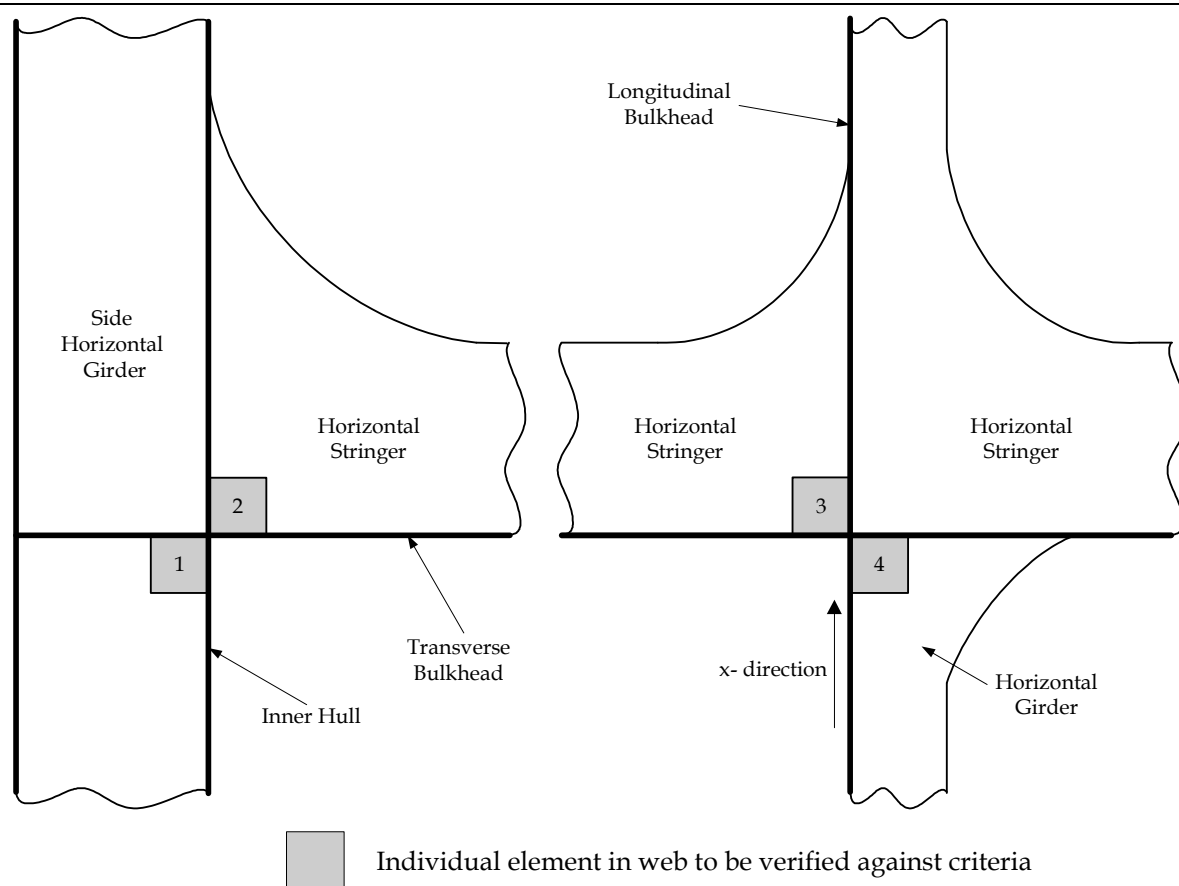 Longitudinal
Bulkhead
Side
Horizontal
Girder
Horizontal
Stringer
Horizontal
Stringer
Horizontal
Stringer
2
3
1
4
Transverse
Bulkhead
x- direction
Inner Hull
Horizontal
Girder
Individual element in web to be verified against criteria